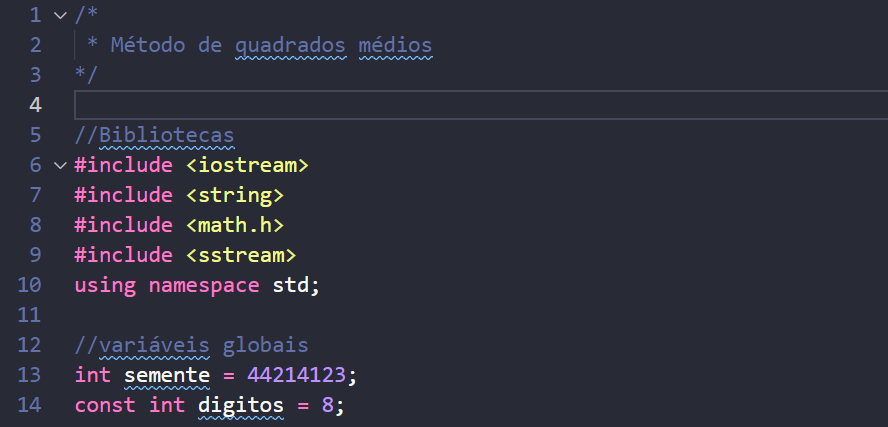 1 /*
2 * Método de quadrados médios
3 */
4
5 //Bibliotecas
6 #include <iostream>
7 #include <string>
8 #include <math.h>
9 #include <sstream>
10 using namespace std;
11
12 //variáveis globais
13 int semente = 44214123;
14 const int digitos = 8;